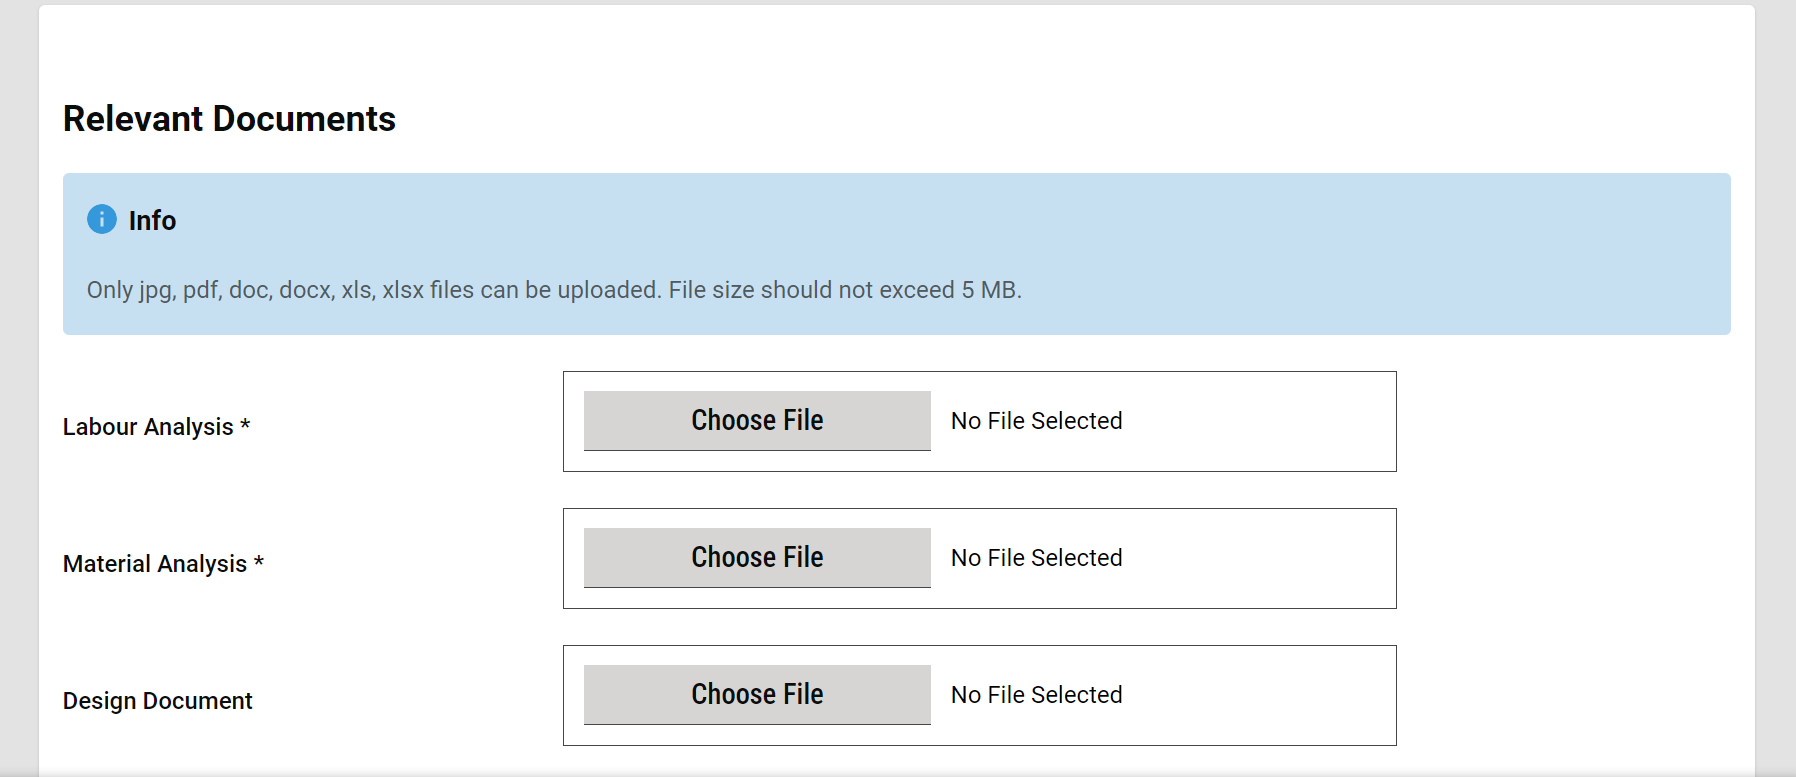 Relevant Documents
Info
Only jpg, pdf, doc, docx, xls, xlsx files can be uploaded. File size should not exceed 5 MB.
Labour Analysis *
Choose File
No File Selected
Material Analysis *
Choose File
No File Selected
Design Document
Choose File
No File Selected